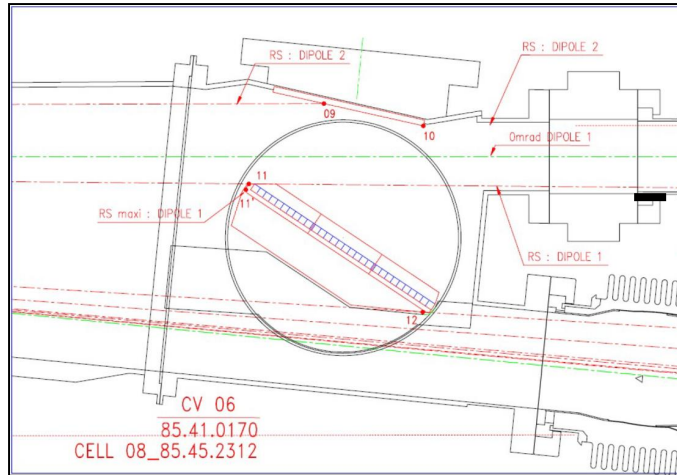 RS : DIPOLE 2
RS : DIPOLE 2
09
10
0mrad DIPOLE 1
11
11'
RS maxi : DIPOLE 1
RS : DIPOLE 1
12
CV 06
85.41.0170
CELL 08_85.45.2312